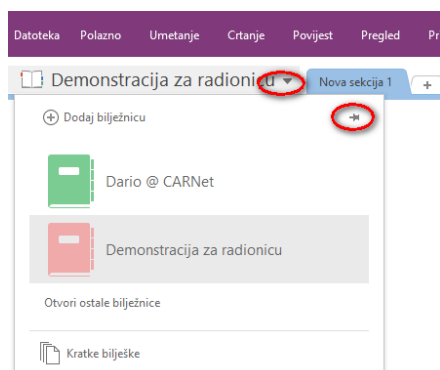 Datoteka Polazno Umetanje Crtanje Povijest Pregled Pr
Demonstracija za radionicu Nova sekcija 1 +
Dodaj bilježnicu
Dario @ CARNet
Demonstracija za radionicu
Otvori ostale bilježnice
Kratke bilješke